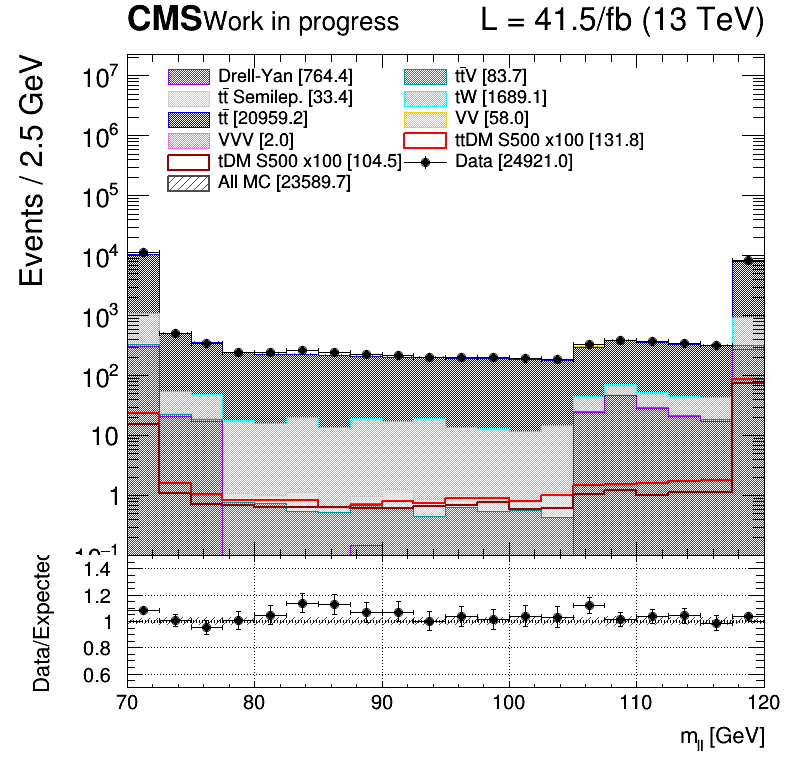 CMS Work in progress L = 41.5/fb (13 TeV)
Events / 2.5 GeV
Drell-Yan [764.4] tt̄V [83.7]
tt̄ Semilep. [33.4] tW [1689.1]
tt̄ [20959.2] VV [58.0]
VVV [2.0] ttDM S500 x100 [131.8]
tDM S500 x100 [104.5] Data [24921.0]
All MC [23589.7]
10⁷
10⁶
10⁵
10⁴
10³
10²
10
1
10⁻¹
Data/Expected
1.4
1.2
1
0.8
0.6
70 80 90 100 110 120
m_ll [GeV]